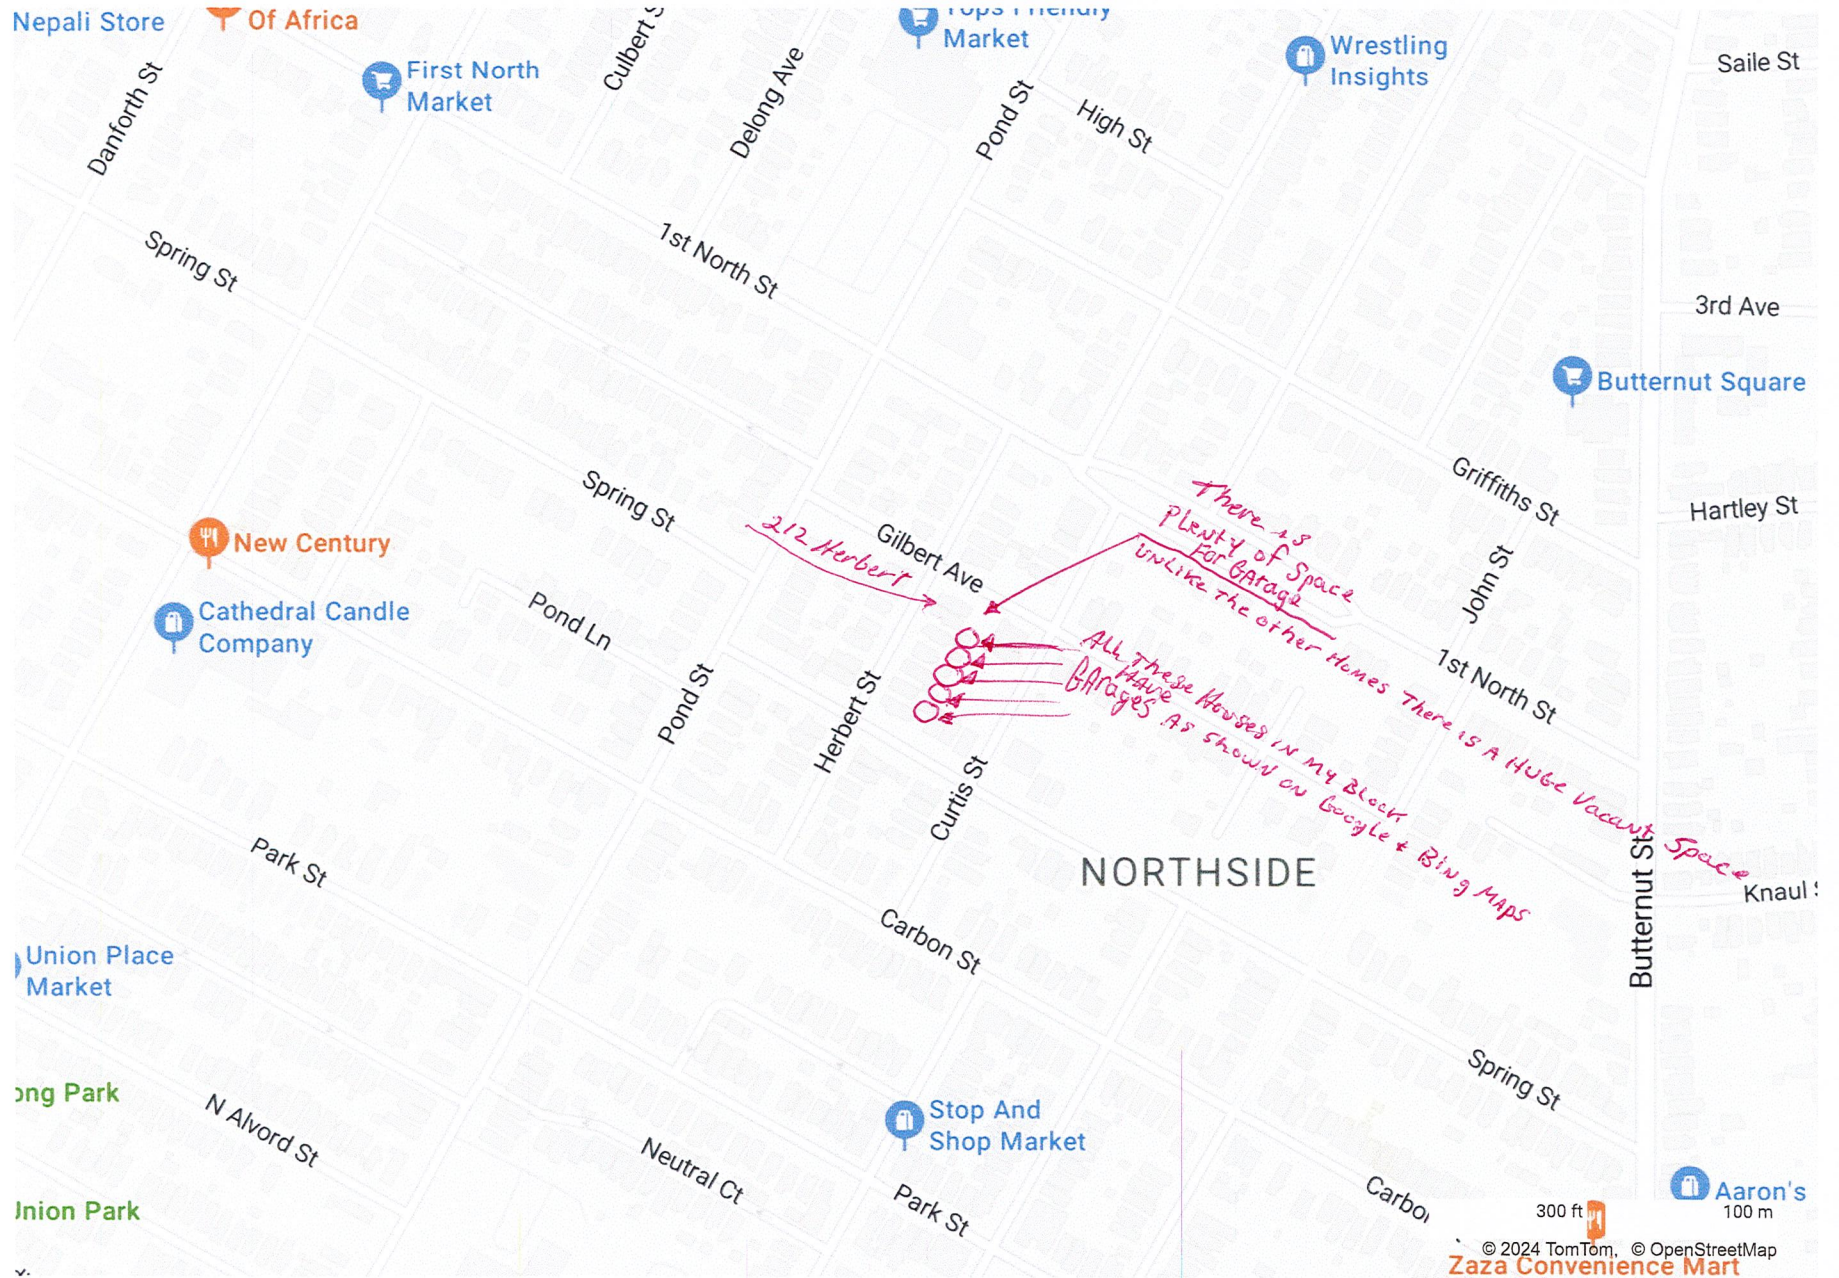 Nepali Store
Of Africa
First North
Market
Danforth St
Culbert S
Delong Ave
Tops Friendly
Market
Pond St
High St
Wrestling
Insights
Saile St
Spring St
1st North St
3rd Ave
Butternut Square
Griffiths St
Hartley St
John St
Spring St
Gilbert Ave
212 Herbert
There is
Plenty of Space
For GArage
UNLIKE The other Homes There is A HUGE Vacant Space
New Century
Cathedral Candle
Company
Pond Ln
Pond St
Herbert St
Curtis St
All These Houses in My Block
Have
GArages As Shown on Google + Bing MAPS
1st North St
NORTHSIDE
Butternut St
Knaul S
Park St
Carbon St
Union Place
Market
Spring St
ong Park
N Alvord St
Stop And
Shop Market
Neutral Ct
Park St
Union Park
Carbo
Aaron's
300 ft
100 m
© 2024 TomTom, © OpenStreetMap
Zaza Convenience Mart